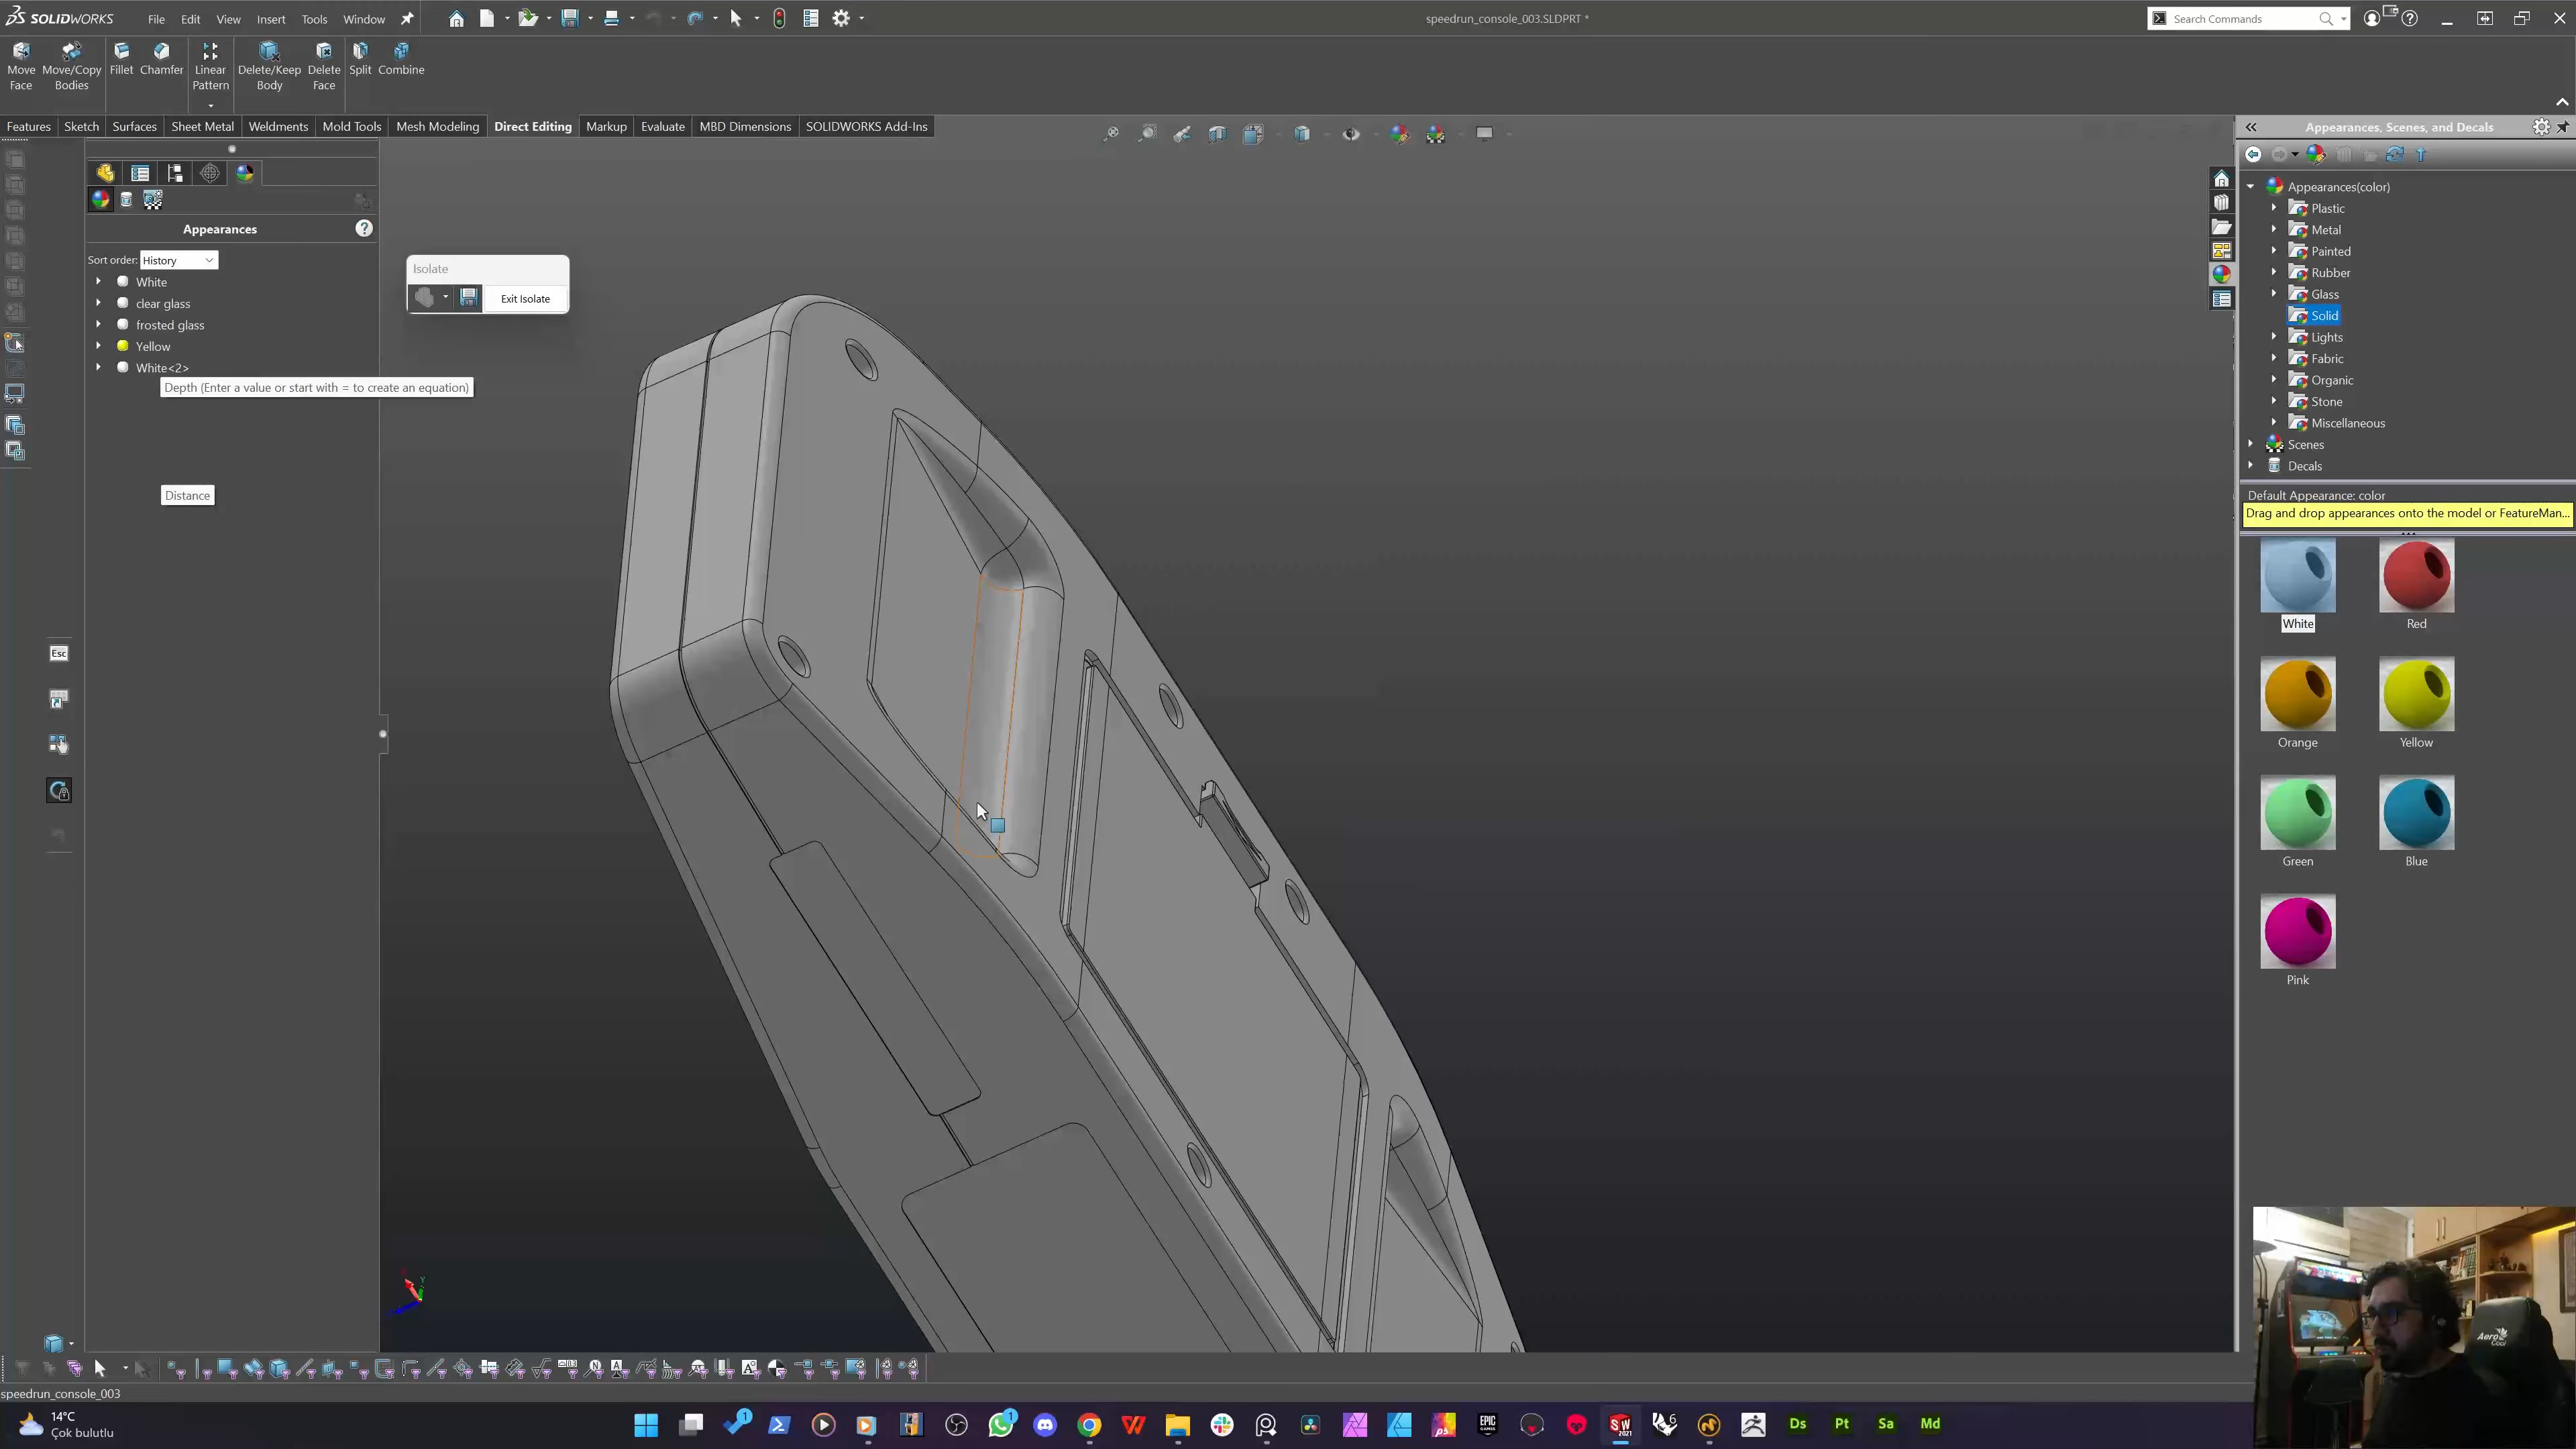 SOLIDWORKS
File
Edit
View
Insert
Tools
Window
speedrun_console_003.SLDPRT *
Search Commands
Move Face
Move/Copy Bodies
Fillet
Chamfer
Linear Pattern
Delete/Keep Body
Delete Face
Split
Combine
Features
Sketch
Surfaces
Sheet Metal
Weldments
Mold Tools
Mesh Modeling
Direct Editing
Markup
Evaluate
MBD Dimensions
SOLIDWORKS Add-Ins
Appearances
Sort order: History
White
clear glass
frosted glass
Yellow
White<2>
Depth (Enter a value or start with = to create an equation)
Distance
Esc
Isolate
Exit Isolate
Appearances, Scenes, and Decals
Appearances(color)
Plastic
Metal
Painted
Rubber
Glass
Solid
Lights
Fabric
Organic
Stone
Miscellaneous
Scenes
Decals
Default Appearance: color
Drag and drop appearances onto the model or FeatureMan...
White
Red
Orange
Yellow
Green
Blue
Pink
speedrun_console_003
14°C
Çok bulutlu
EPIC GAMES
SW 2021
Ds
Pt
Sa
Md